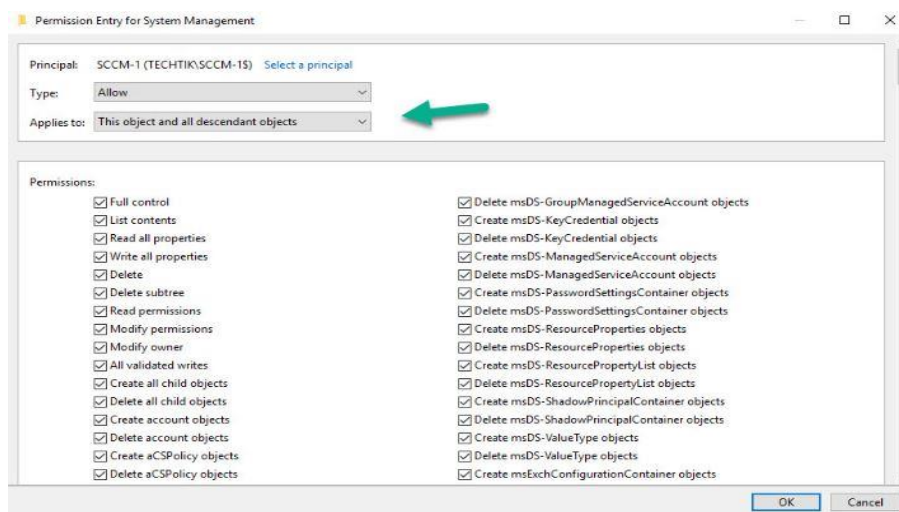 Permission Entry for System Management
Principal: SCCM-1 (TECHTIK\SCCM-1$) Select a principal
Type: Allow
Applies to: This object and all descendant objects
Permissions:
Full control
List contents
Read all properties
Write all properties
Delete
Delete subtree
Read permissions
Modify permissions
Modify owner
All validated writes
Create all child objects
Delete all child objects
Create account objects
Delete account objects
Create aCSPolicy objects
Delete aCSPolicy objects
Delete msDS-GroupManagedServiceAccount objects
Create msDS-KeyCredential objects
Delete msDS-KeyCredential objects
Create msDS-ManagedServiceAccount objects
Delete msDS-ManagedServiceAccount objects
Create msDS-PasswordSettingsContainer objects
Delete msDS-PasswordSettingsContainer objects
Create msDS-ResourceProperties objects
Delete msDS-ResourceProperties objects
Create msDS-ResourcePropertyList objects
Delete msDS-ResourcePropertyList objects
Create msDS-ShadowPrincipalContainer objects
Delete msDS-ShadowPrincipalContainer objects
Create msDS-ValueType objects
Delete msDS-ValueType objects
Create msExchConfigurationContainer objects
OK Cancel